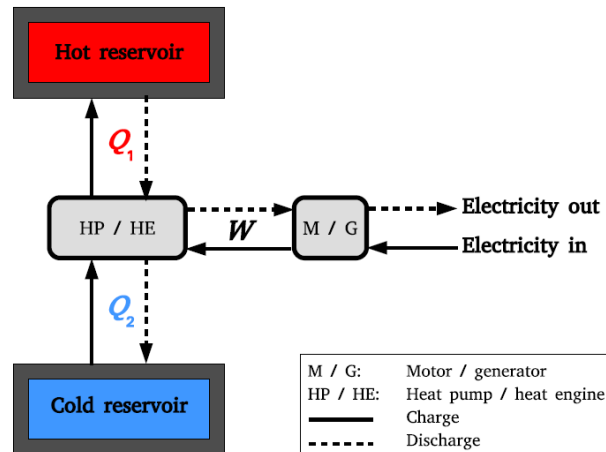 Hot reservoir
Q1
HP / HE
W
M / G
Electricity out
Electricity in
Q2
Cold reservoir
M / G: Motor / generator
HP / HE: Heat pump / heat engine
Charge
Discharge